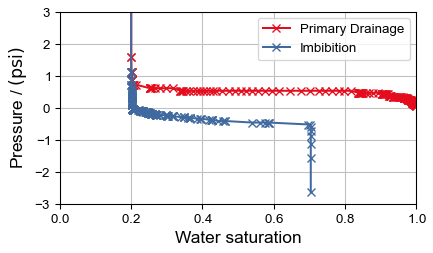 3
2
1
0
−1
−2
−3
Pressure / (psi)
Primary Drainage
Imbibition
0.0 0.2 0.4 0.6 0.8 1.0
Water saturation